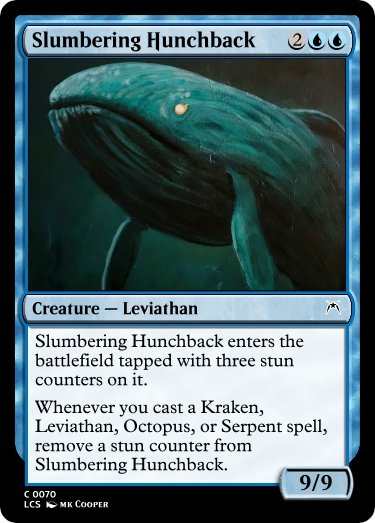 Slumbering Hunchback 2
Creature — Leviathan
Slumbering Hunchback enters the
battlefield tapped with three stun
counters on it.
Whenever you cast a Kraken,
Leviathan, Octopus, or Serpent spell,
remove a stun counter from
Slumbering Hunchback.
9/9
C 0070
LCS MK COOPER